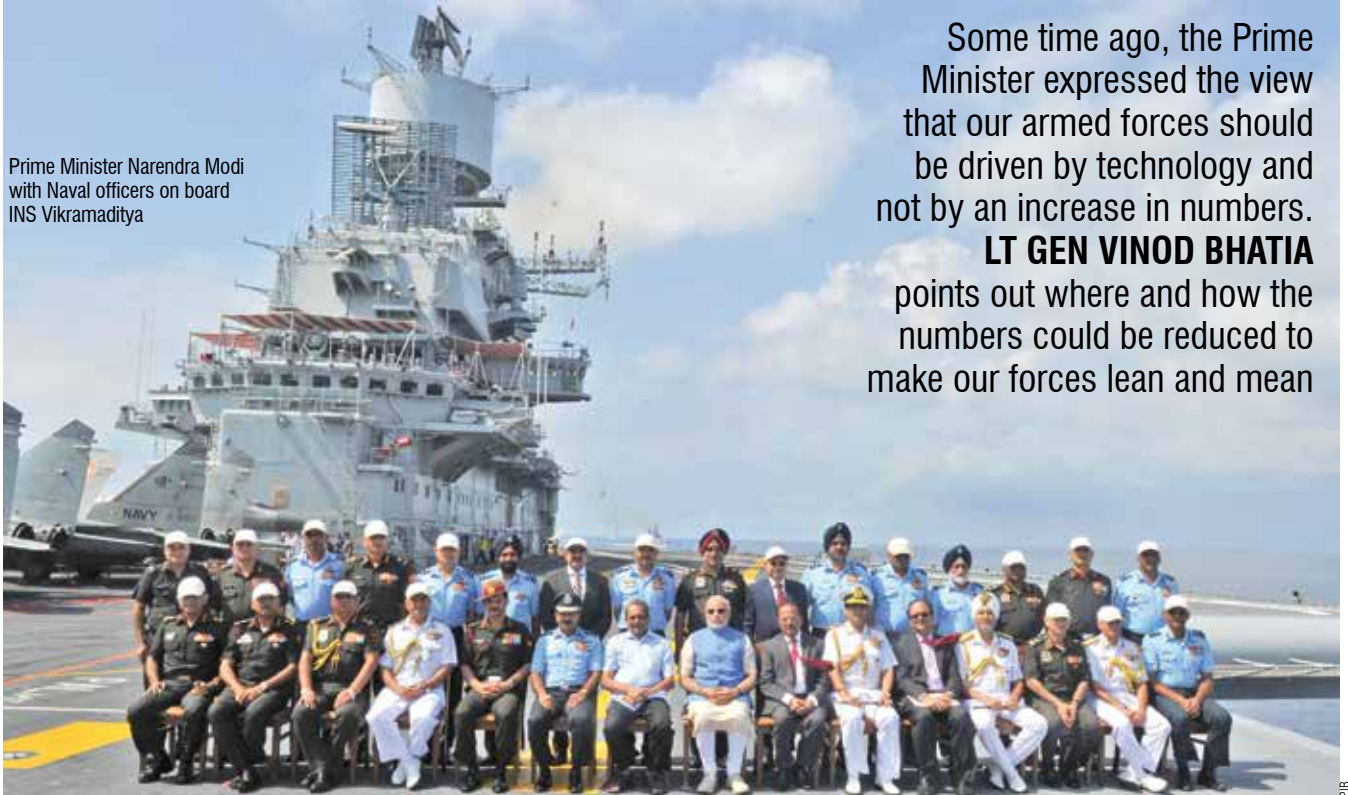 Prime Minister Narendra Modi
with Naval officers on board
INS Vikramaditya
Some time ago, the Prime
Minister expressed the view
that our armed forces should
be driven by technology and
not by an increase in numbers.
LT GEN VINOD BHATIA
points out where and how the
numbers could be reduced to
make our forces lean and mean
NAVY
PIB